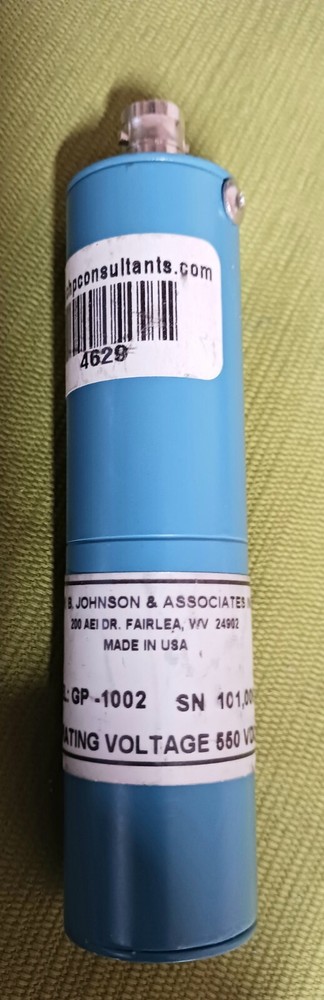 hpconsultants.com
4629
B. JOHNSON & ASSOCIATES
200 AEI DR. FAIRLEA, WV 24902
MADE IN USA
L: GP-1002 SN 101,00
ATING VOLTAGE 550 VO